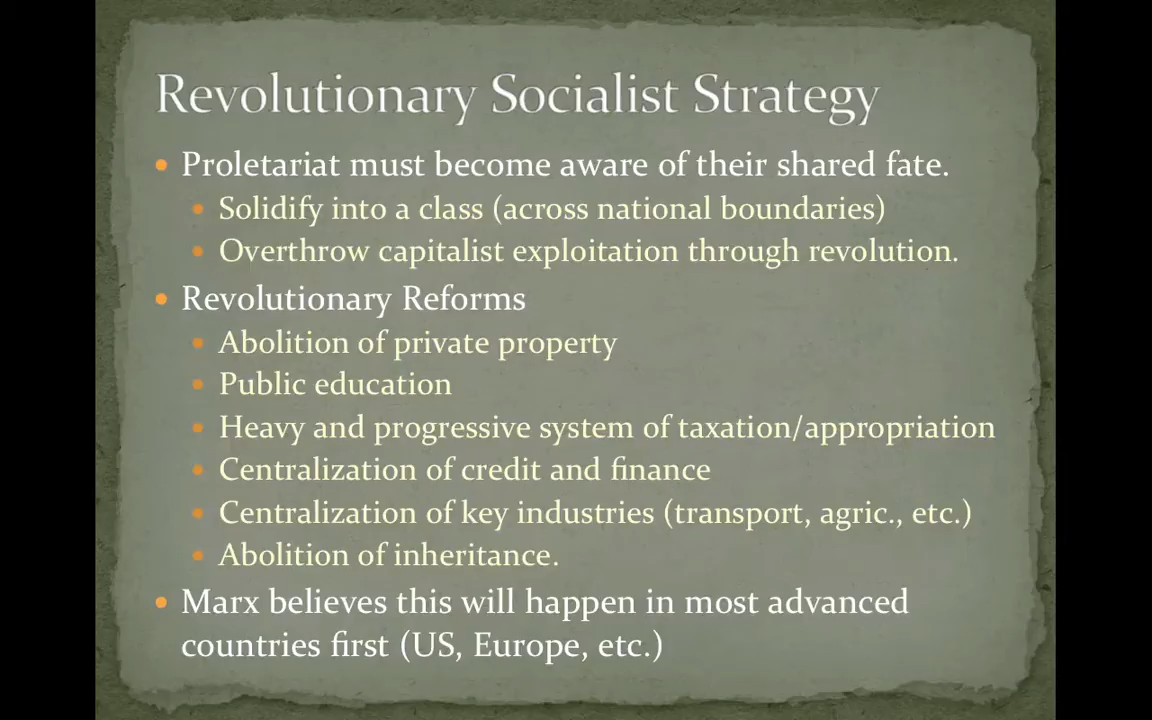 Revolutionary Socialist Strategy
• Proletariat must become aware of their shared fate.
• Solidify into a class (across national boundaries)
• Overthrow capitalist exploitation through revolution.
• Revolutionary Reforms
• Abolition of private property
• Public education
• Heavy and progressive system of taxation/appropriation
• Centralization of credit and finance
• Centralization of key industries (transport, agric., etc.)
• Abolition of inheritance.
• Marx believes this will happen in most advanced
countries first (US, Europe, etc.)